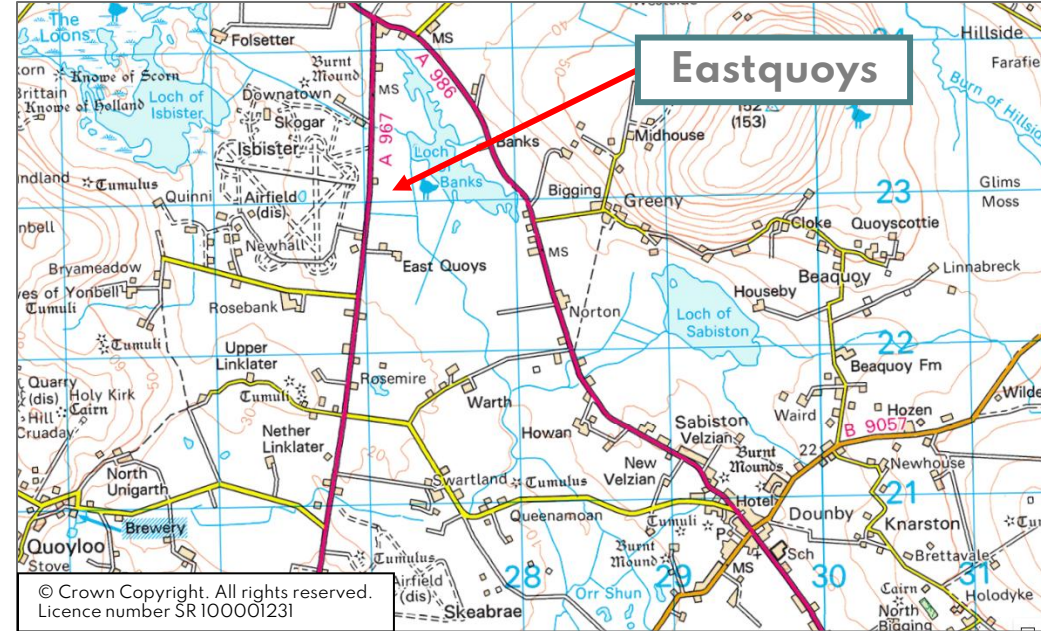 The
Loons
Folsetter
MS
A 986
24
Hillside
Farafie
Burn of Hillside
Knowe of Scorn
Brittain
Knowe of Holland
Loch of
Isbister
Burnt
Mound
Downatown
Skogar
Isbister
MS
A 967
Eastquoys
152
(153)
Loch
Banks
Banks
Midhouse
Bigging
Greeny
23
Glims
Moss
Tumulus
Quinni
Airfield
(dis)
Newhall
MS
Cloke
Quoyscottie
East Quoys
Beaquoy
Linnabreck
Bryameadow
Tumuli
Rosebank
Houseby
Norton
Loch of
Sabiston
Tumuli
Upper
Linklater
22
Beaquoy Fm
Quarry
(dis)
Holy Kirk
Cairn
Hill
Cruaday
Tumuli
Rosemire
Warth
Waird
Hozen
Wilde
B 9057
Nether
Linklater
Howan
Sabiston
Velzian
Burnt
Mounds
22
New
Velzian
Newhouse
North
Unigarth
Swartland
Tumulus
Hotel
21
Brewery
Queenamoan
Tumuli
P
Dounby
Knarston
Quoyloo
Stove
Tumulus
Airfield
(dis)
Burnt
Mound
MS
Sch
Brettavale
28
29
30
31
Skeabrae
Orr Shun
Cairn
North
Bigging
Holodyke
© Crown Copyright. All rights reserved.
Licence number SR 100001231